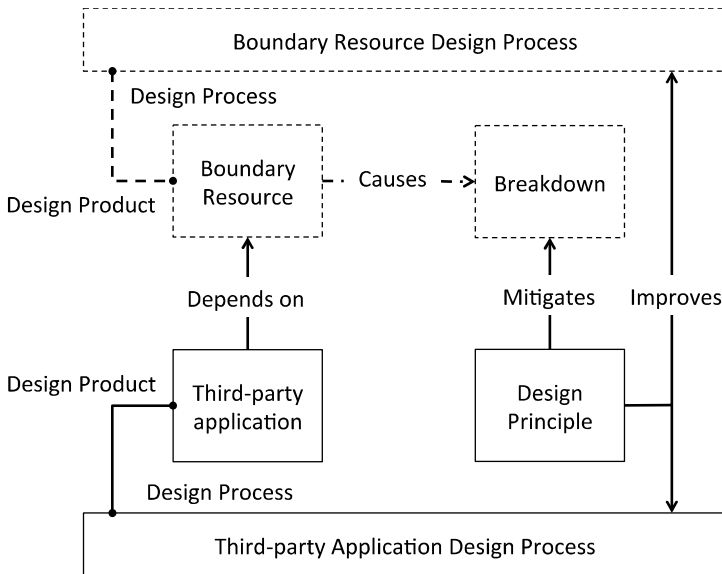 Boundary Resource Design Process
Design Process
Boundary
Resource
Causes
Breakdown
Design Product
Depends on
Mitigates
Improves
Design Product
Third-party
application
Design
Principle
Design Process
Third-party Application Design Process